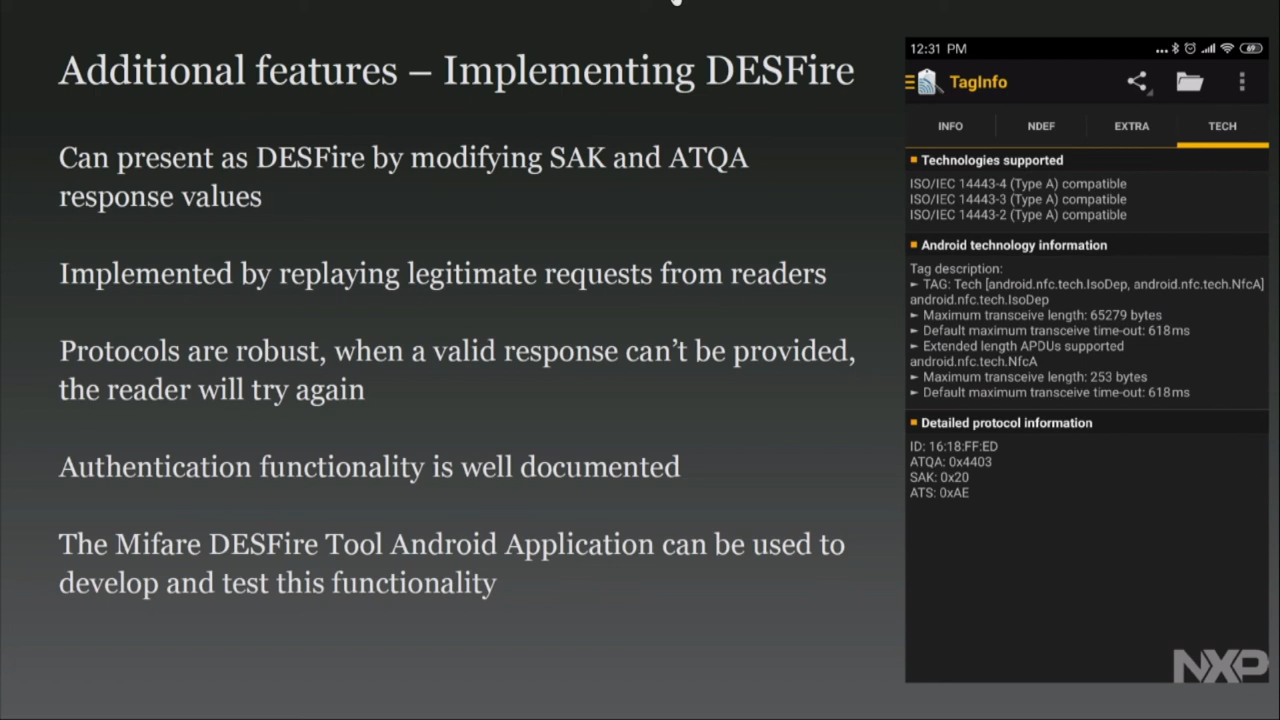 Additional features – Implementing DESFire
Can present as DESFire by modifying SAK and ATQA
response values
Implemented by replaying legitimate requests from readers
Protocols are robust, when a valid response can't be provided,
the reader will try again
Authentication functionality is well documented
The Mifare DESFire Tool Android Application can be used to
develop and test this functionality
12:31 PM
69
TagInfo
INFO
NDEF
EXTRA
TECH
Technologies supported
ISO/IEC 14443-4 (Type A) compatible
ISO/IEC 14443-3 (Type A) compatible
ISO/IEC 14443-2 (Type A) compatible
Android technology information
Tag description:
► TAG: Tech [android.nfc.tech.IsoDep, android.nfc.tech.NfcA]
android.nfc.tech.IsoDep
► Maximum transceive length: 65279 bytes
► Default maximum transceive time-out: 618ms
► Extended length APDUs supported
android.nfc.tech.NfcA
► Maximum transceive length: 253 bytes
► Default maximum transceive time-out: 618ms
Detailed protocol information
ID: 16:18:FF:ED
ATQA: 0x4403
SAK: 0x20
ATS: 0xAE
NXP